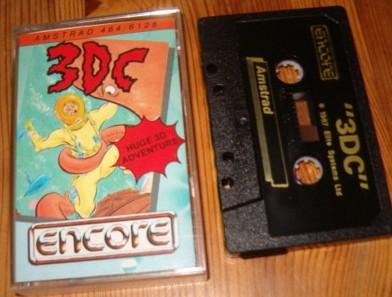 AMSTRAD 464/6128
3DC
HUGE 3D
ADVENTURE
encore
encore
Amstrad
"3DC"
© 1987 Elite Systems Ltd